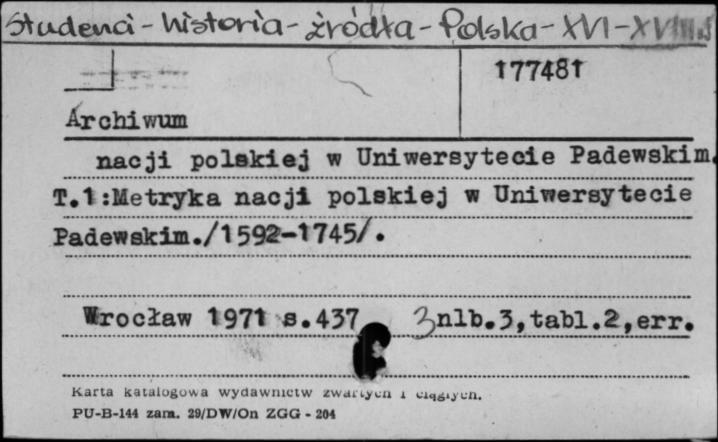 Studenci - historia - źródła - Polska - XVI - XVIII w.
177481
Archiwum
nacji polskiej w Uniwersytecie Padewskim.
T.1:Metryka nacji polskiej w Uniwersytecie
Padewskim./1592-1745/.
Wrocław 1971 s.437 3nlb.3,tabl.2,err.
Karta katalogowa wydawnictw zwartych i ciągłych.
PU-B-144 zam. 29/DW/On ZGG - 204